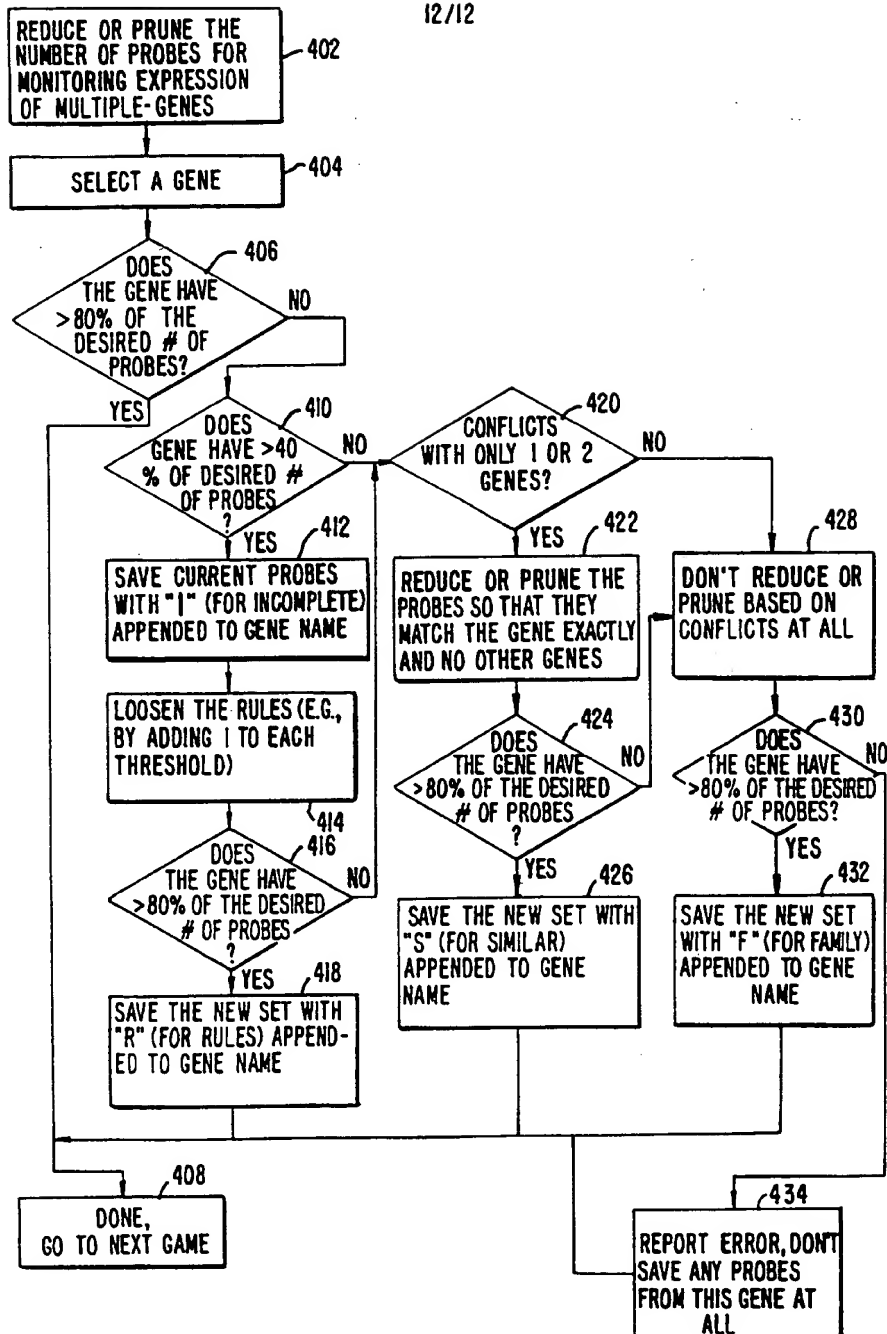 12/12
REDUCE OR PRUNE THE
NUMBER OF PROBES FOR
MONITORING EXPRESSION
OF MULTIPLE-GENES
402
SELECT A GENE
404
406
DOES
THE GENE HAVE
>80% OF THE
DESIRED # OF
PROBES?
NO
YES
410
DOES
GENE HAVE >40
% OF DESIRED #
OF PROBES
?
NO
YES
412
SAVE CURRENT PROBES
WITH "I" (FOR INCOMPLETE)
APPENDED TO GENE NAME
LOOSEN THE RULES (E.G.,
BY ADDING 1 TO EACH
THRESHOLD)
414
416
DOES
THE GENE HAVE
>80% OF THE DESIRED
# OF PROBES
?
NO
YES
418
SAVE THE NEW SET WITH
"R" (FOR RULES) APPEND-
ED TO GENE NAME
420
CONFLICTS
WITH ONLY 1 OR 2
GENES?
NO
YES
422
REDUCE OR PRUNE THE
PROBES SO THAT THEY
MATCH THE GENE EXACTLY
AND NO OTHER GENES
424
DOES
THE GENE HAVE
>80% OF THE DESIRED
# OF PROBES
?
NO
YES
426
SAVE THE NEW SET WITH
"S" (FOR SIMILAR)
APPENDED TO GENE
NAME
428
DON'T REDUCE OR
PRUNE BASED ON
CONFLICTS AT ALL
430
DOES
THE GENE HAVE
>80% OF THE DESIRED
# OF PROBES?
NO
YES
432
SAVE THE NEW SET
WITH "F" (FOR FAMILY)
APPENDED TO GENE
NAME
408
DONE,
GO TO NEXT GAME
434
REPORT ERROR, DON'T
SAVE ANY PROBES
FROM THIS GENE AT
ALL